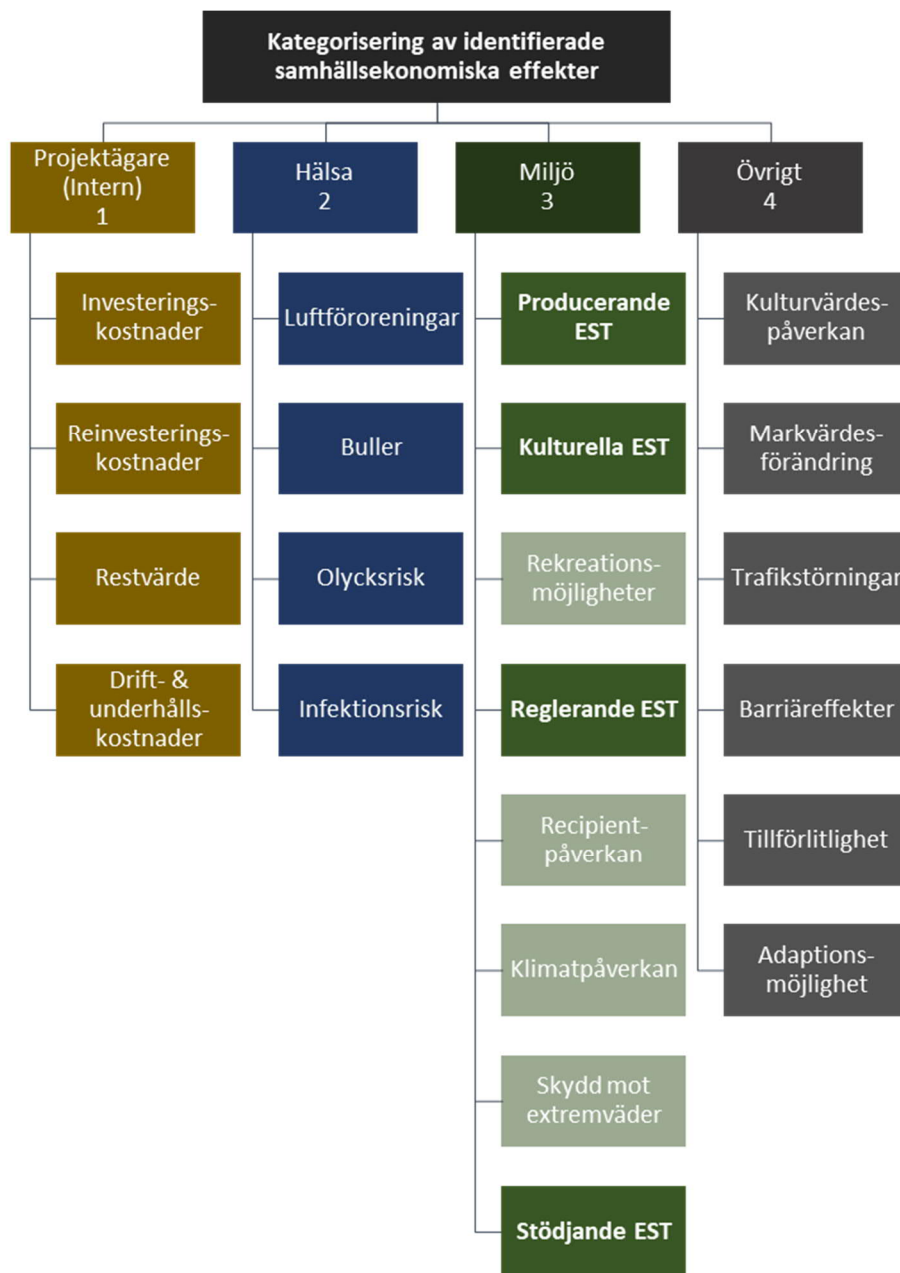 Kategorisering av identifierade
samhällsekonomiska effekter
Projektägare
(Intern)
1
Investerings-
kostnader
Reinvesterings-
kostnader
Restvärde
Drift- &
underhålls-
kostnader
Hälsa
2
Luftföroreningar
Buller
Olycksrisk
Infektionsrisk
Miljö
3
Producerande
EST
Kulturella EST
Rekreations-
möjligheter
Reglerande EST
Recipient-
påverkan
Klimatpåverkan
Skydd mot
extremväder
Stödjande EST
Övrigt
4
Kulturvärdes-
påverkan
Markvärdes-
förändring
Trafikstörningar
Barriäreffekter
Tillförlitlighet
Adaptions-
möjlighet